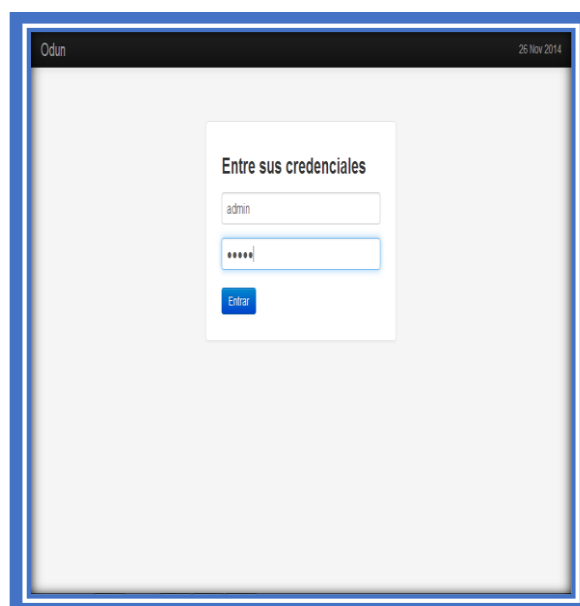 Odun
26 Nov 2014
Entre sus credenciales
admin
•••••
Entrar